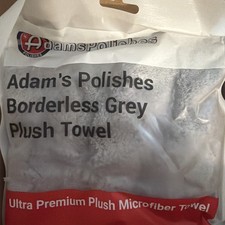 AdamsPolishes
Adam's Polishes
Borderless Grey
Plush Towel
Ultra Premium Plush Microfiber Towel